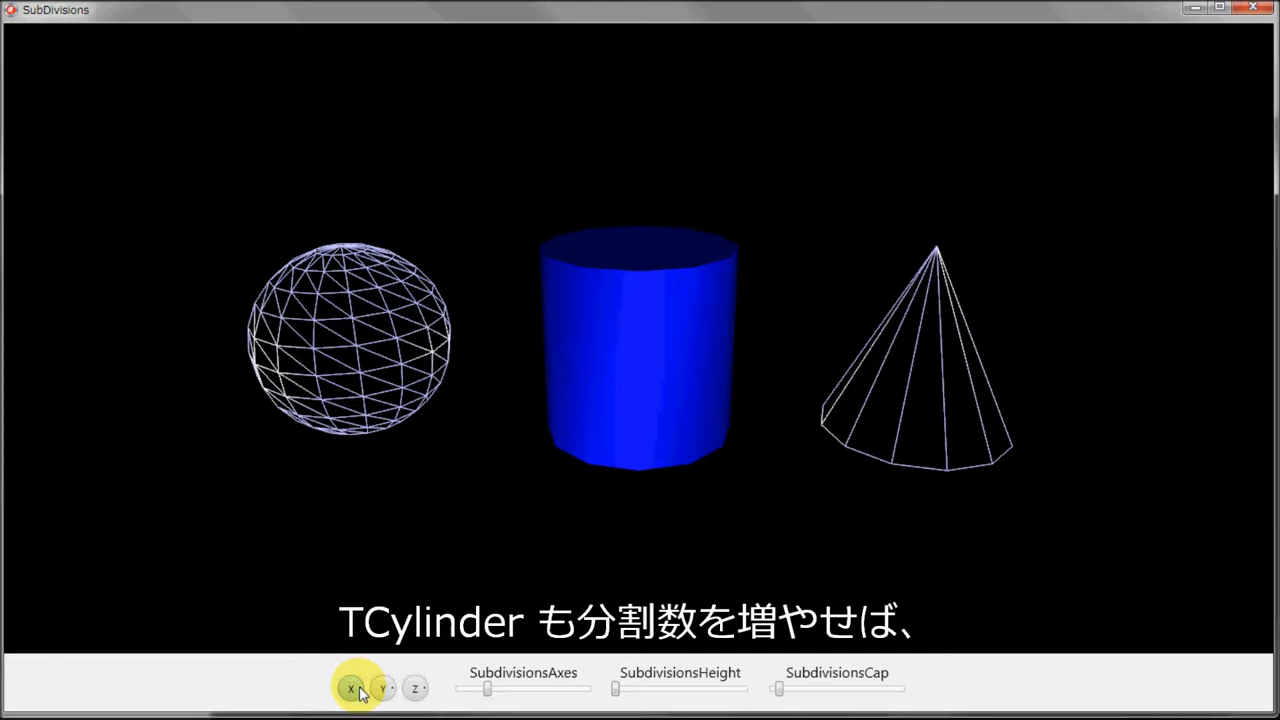 SubDivisions
TCylinder も分割数を増やせば、
X Y Z
SubdivisionsAxes SubdivisionsHeight SubdivisionsCap